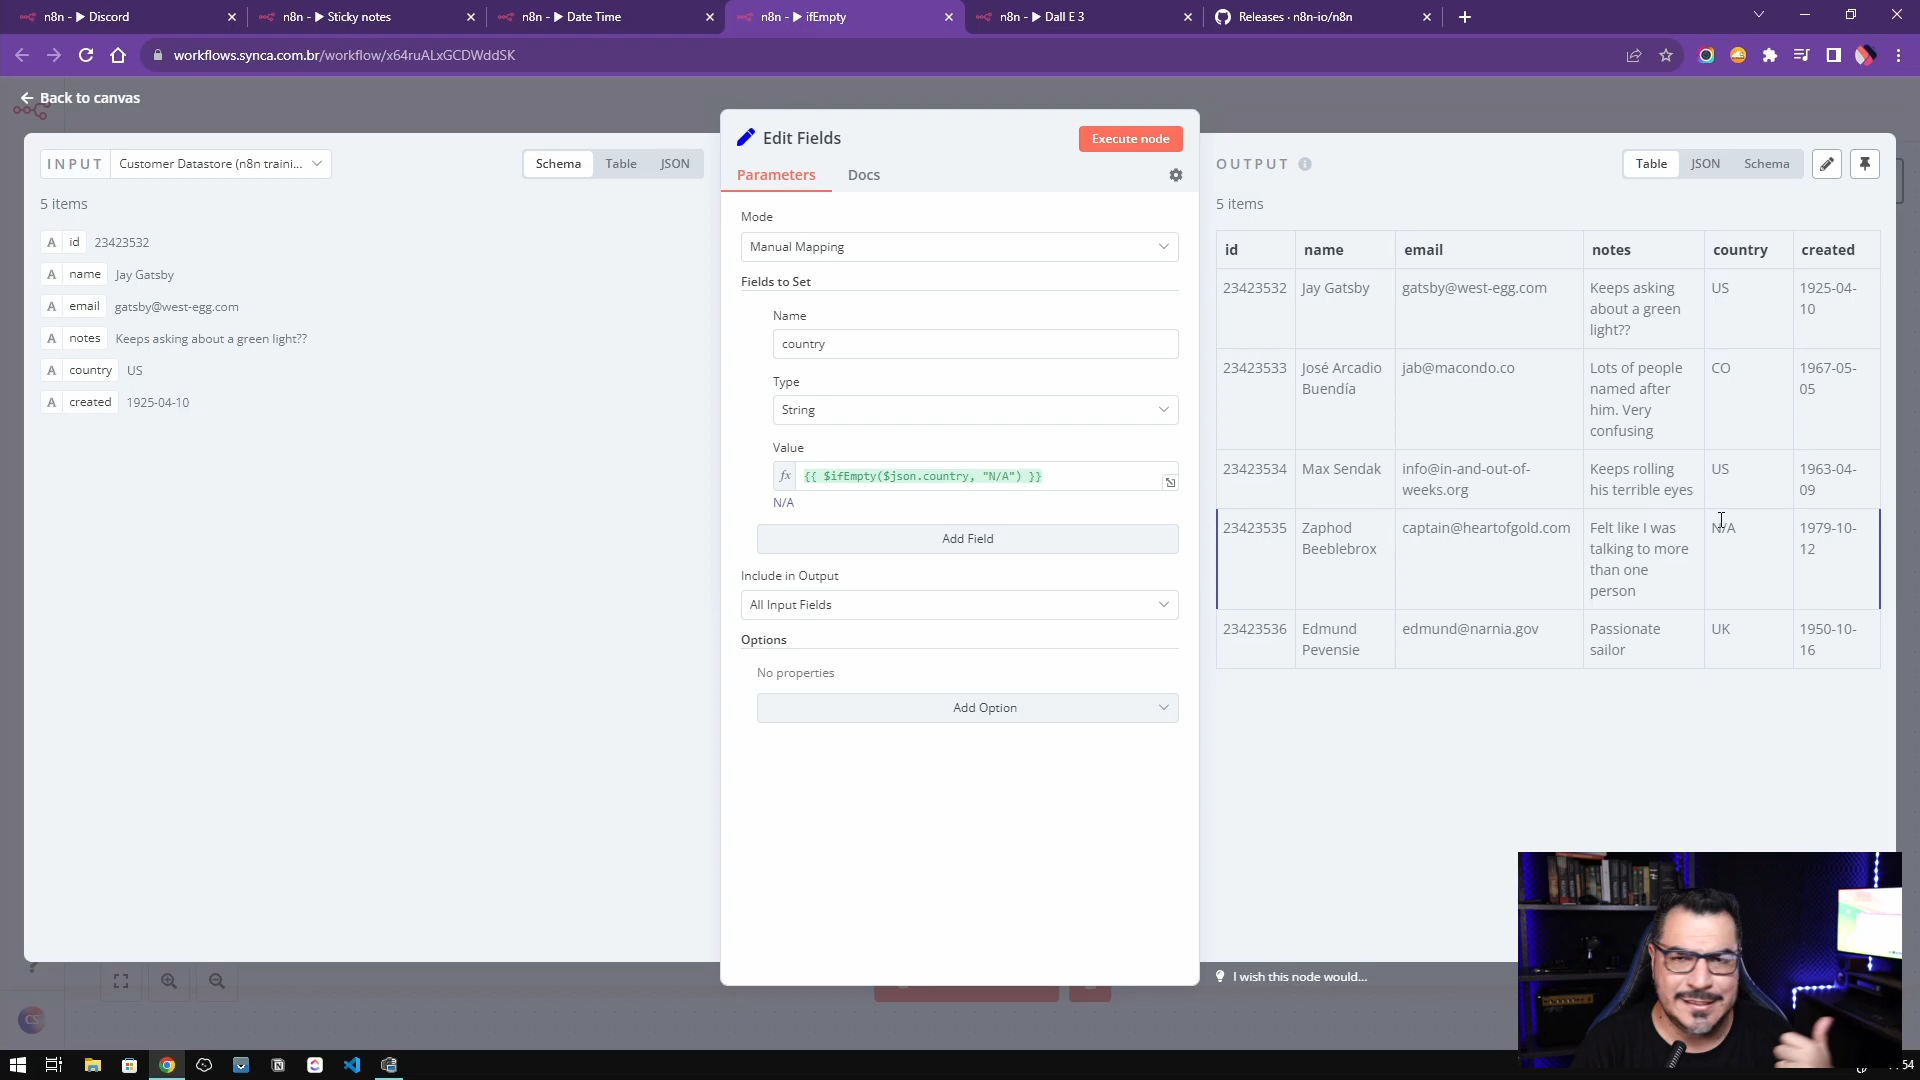 n8n - ▶ Discord
n8n - ▶ Sticky notes
n8n - ▶ Date Time
n8n - ▶ ifEmpty
n8n - ▶ Dall E 3
Releases · n8n-io/n8n
workflows.synca.com.br/workflow/x64ruALxGCDWddSK
Back to canvas
INPUT
Customer Datastore (n8n traini...
Schema
Table
JSON
5 items
A id 23423532
A name Jay Gatsby
A email gatsby@west-egg.com
A notes Keeps asking about a green light??
A country US
A created 1925-04-10
Edit Fields
Execute node
Parameters
Docs
Mode
Manual Mapping
Fields to Set
Name
country
Type
String
Value
fx {{ $ifEmpty($json.country, "N/A") }}
N/A
Add Field
Include in Output
All Input Fields
Options
No properties
Add Option
OUTPUT
Table
JSON
Schema
5 items
id name email notes country created
23423532 Jay Gatsby gatsby@west-egg.com Keeps asking about a green light?? US 1925-04-10
23423533 José Arcadio Buendía jab@macondo.co Lots of people named after him. Very confusing CO 1967-05-05
23423534 Max Sendak info@in-and-out-of-weeks.org Keeps rolling his terrible eyes US 1963-04-09
23423535 Zaphod Beeblebrox captain@heartofgold.com Felt like I was talking to more than one person N/A 1979-10-12
23423536 Edmund Pevensie edmund@narnia.gov Passionate sailor UK 1950-10-16
I wish this node would...
CS
54